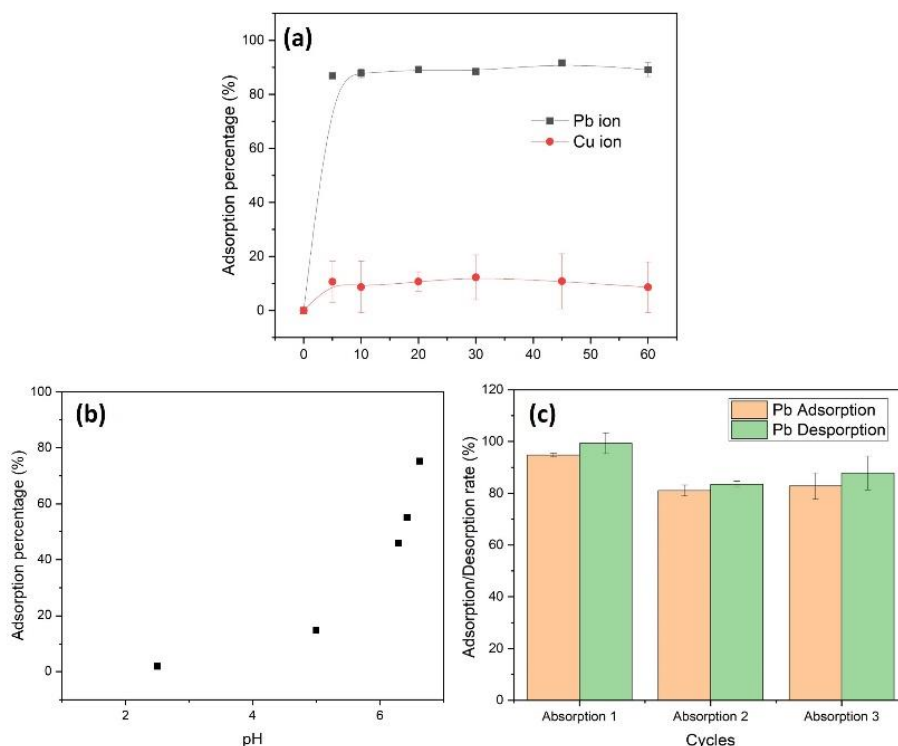 (a)
Adsorption percentage (%)
100
80
60
40
20
0
Pb ion
Cu ion
0 10 20 30 40 50 60
(b)
Adsorption percentage (%)
100
80
60
40
20
0
2 4 6
pH
(c)
Adsorption/Desorption rate (%)
120
100
80
60
40
20
0
Pb Adsorption
Pb Desporption
Absorption 1 Absorption 2 Absorption 3
Cycles